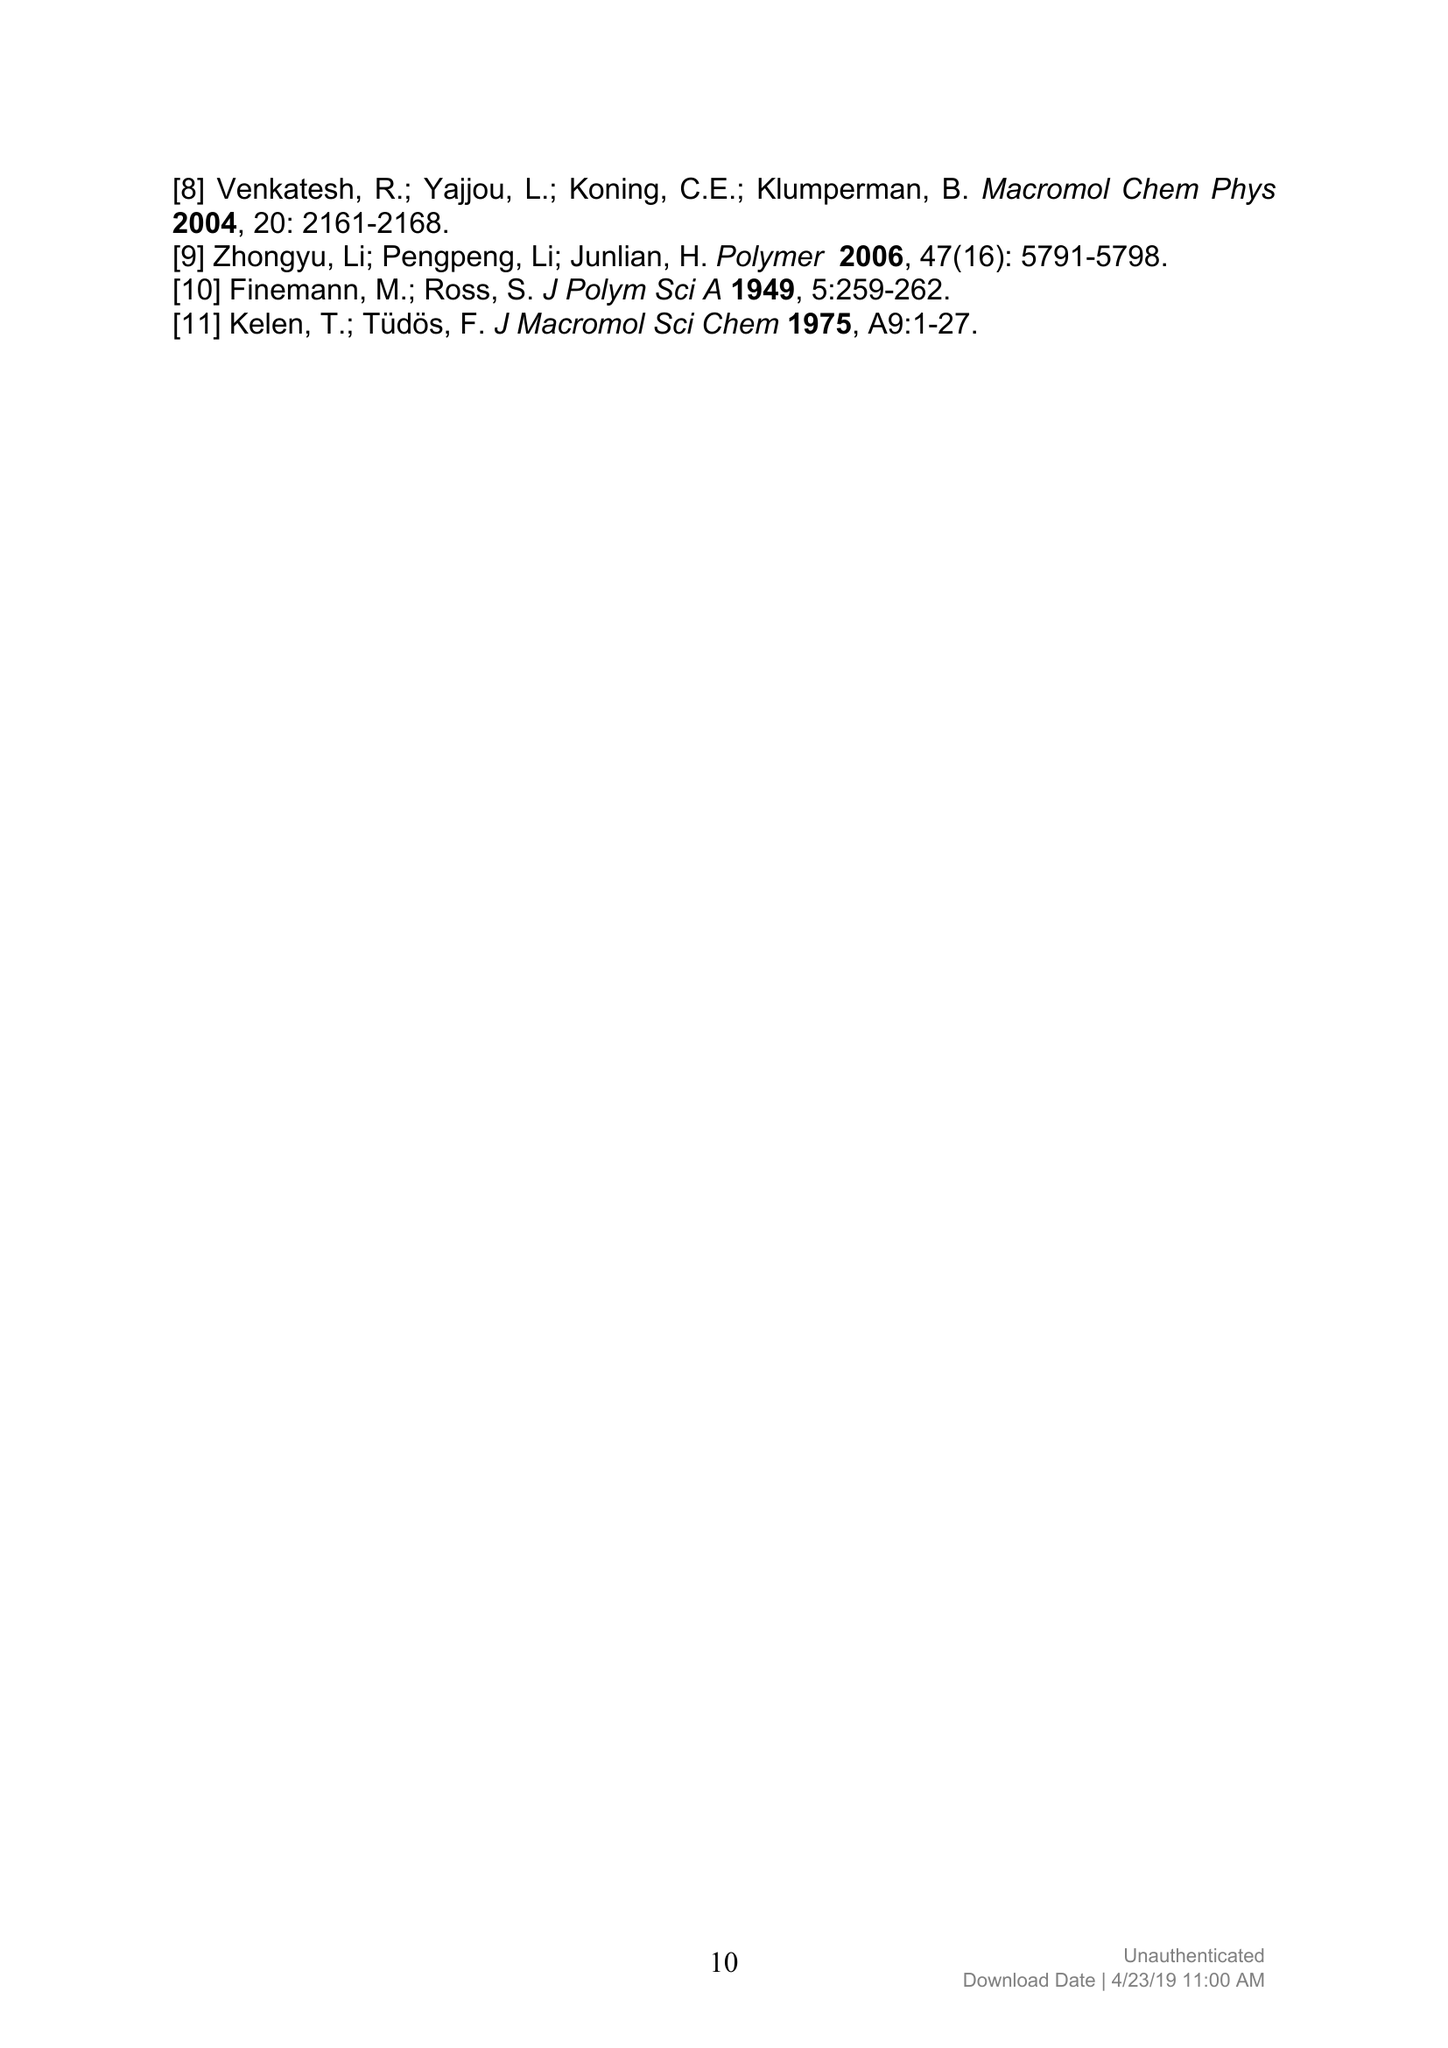 [8] Venkatesh, R.; Yajjou, L.; Koning, C.E.; Klumperman, B. Macromol Chem Phys
2004, 20: 2161-2168.
[9] Zhongyu, Li; Pengpeng, Li; Junlian, H. Polymer  2006, 47(16): 5791-5798.
[10] Finemann, M.; Ross, S. J Polym Sci A 1949, 5:259-262.
[11] Kelen, T.; Tüdös, F. J Macromol Sci Chem 1975, A9:1-27.
10
Unauthenticated
Download Date | 4/23/19 11:00 AM